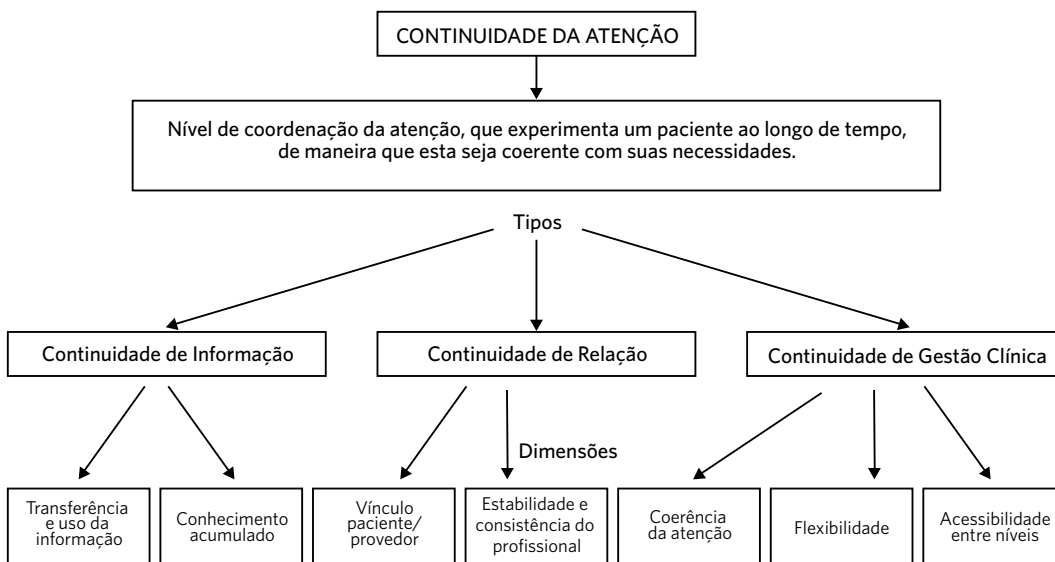 CONTINUIDADE DA ATENÇÃO
Nível de coordenação da atenção, que experimenta um paciente ao longo de tempo,
de maneira que esta seja coerente com suas necessidades.
Tipos
Continuidade de Informação
Continuidade de Relação
Continuidade de Gestão Clínica
Dimensões
Transferência
e uso da
informação
Conhecimento
acumulado
Vínculo
paciente/
provedor
Estabilidade e
consistência do
profissional
Coerência
da atenção
Flexibilidade
Acessibilidade
entre níveis